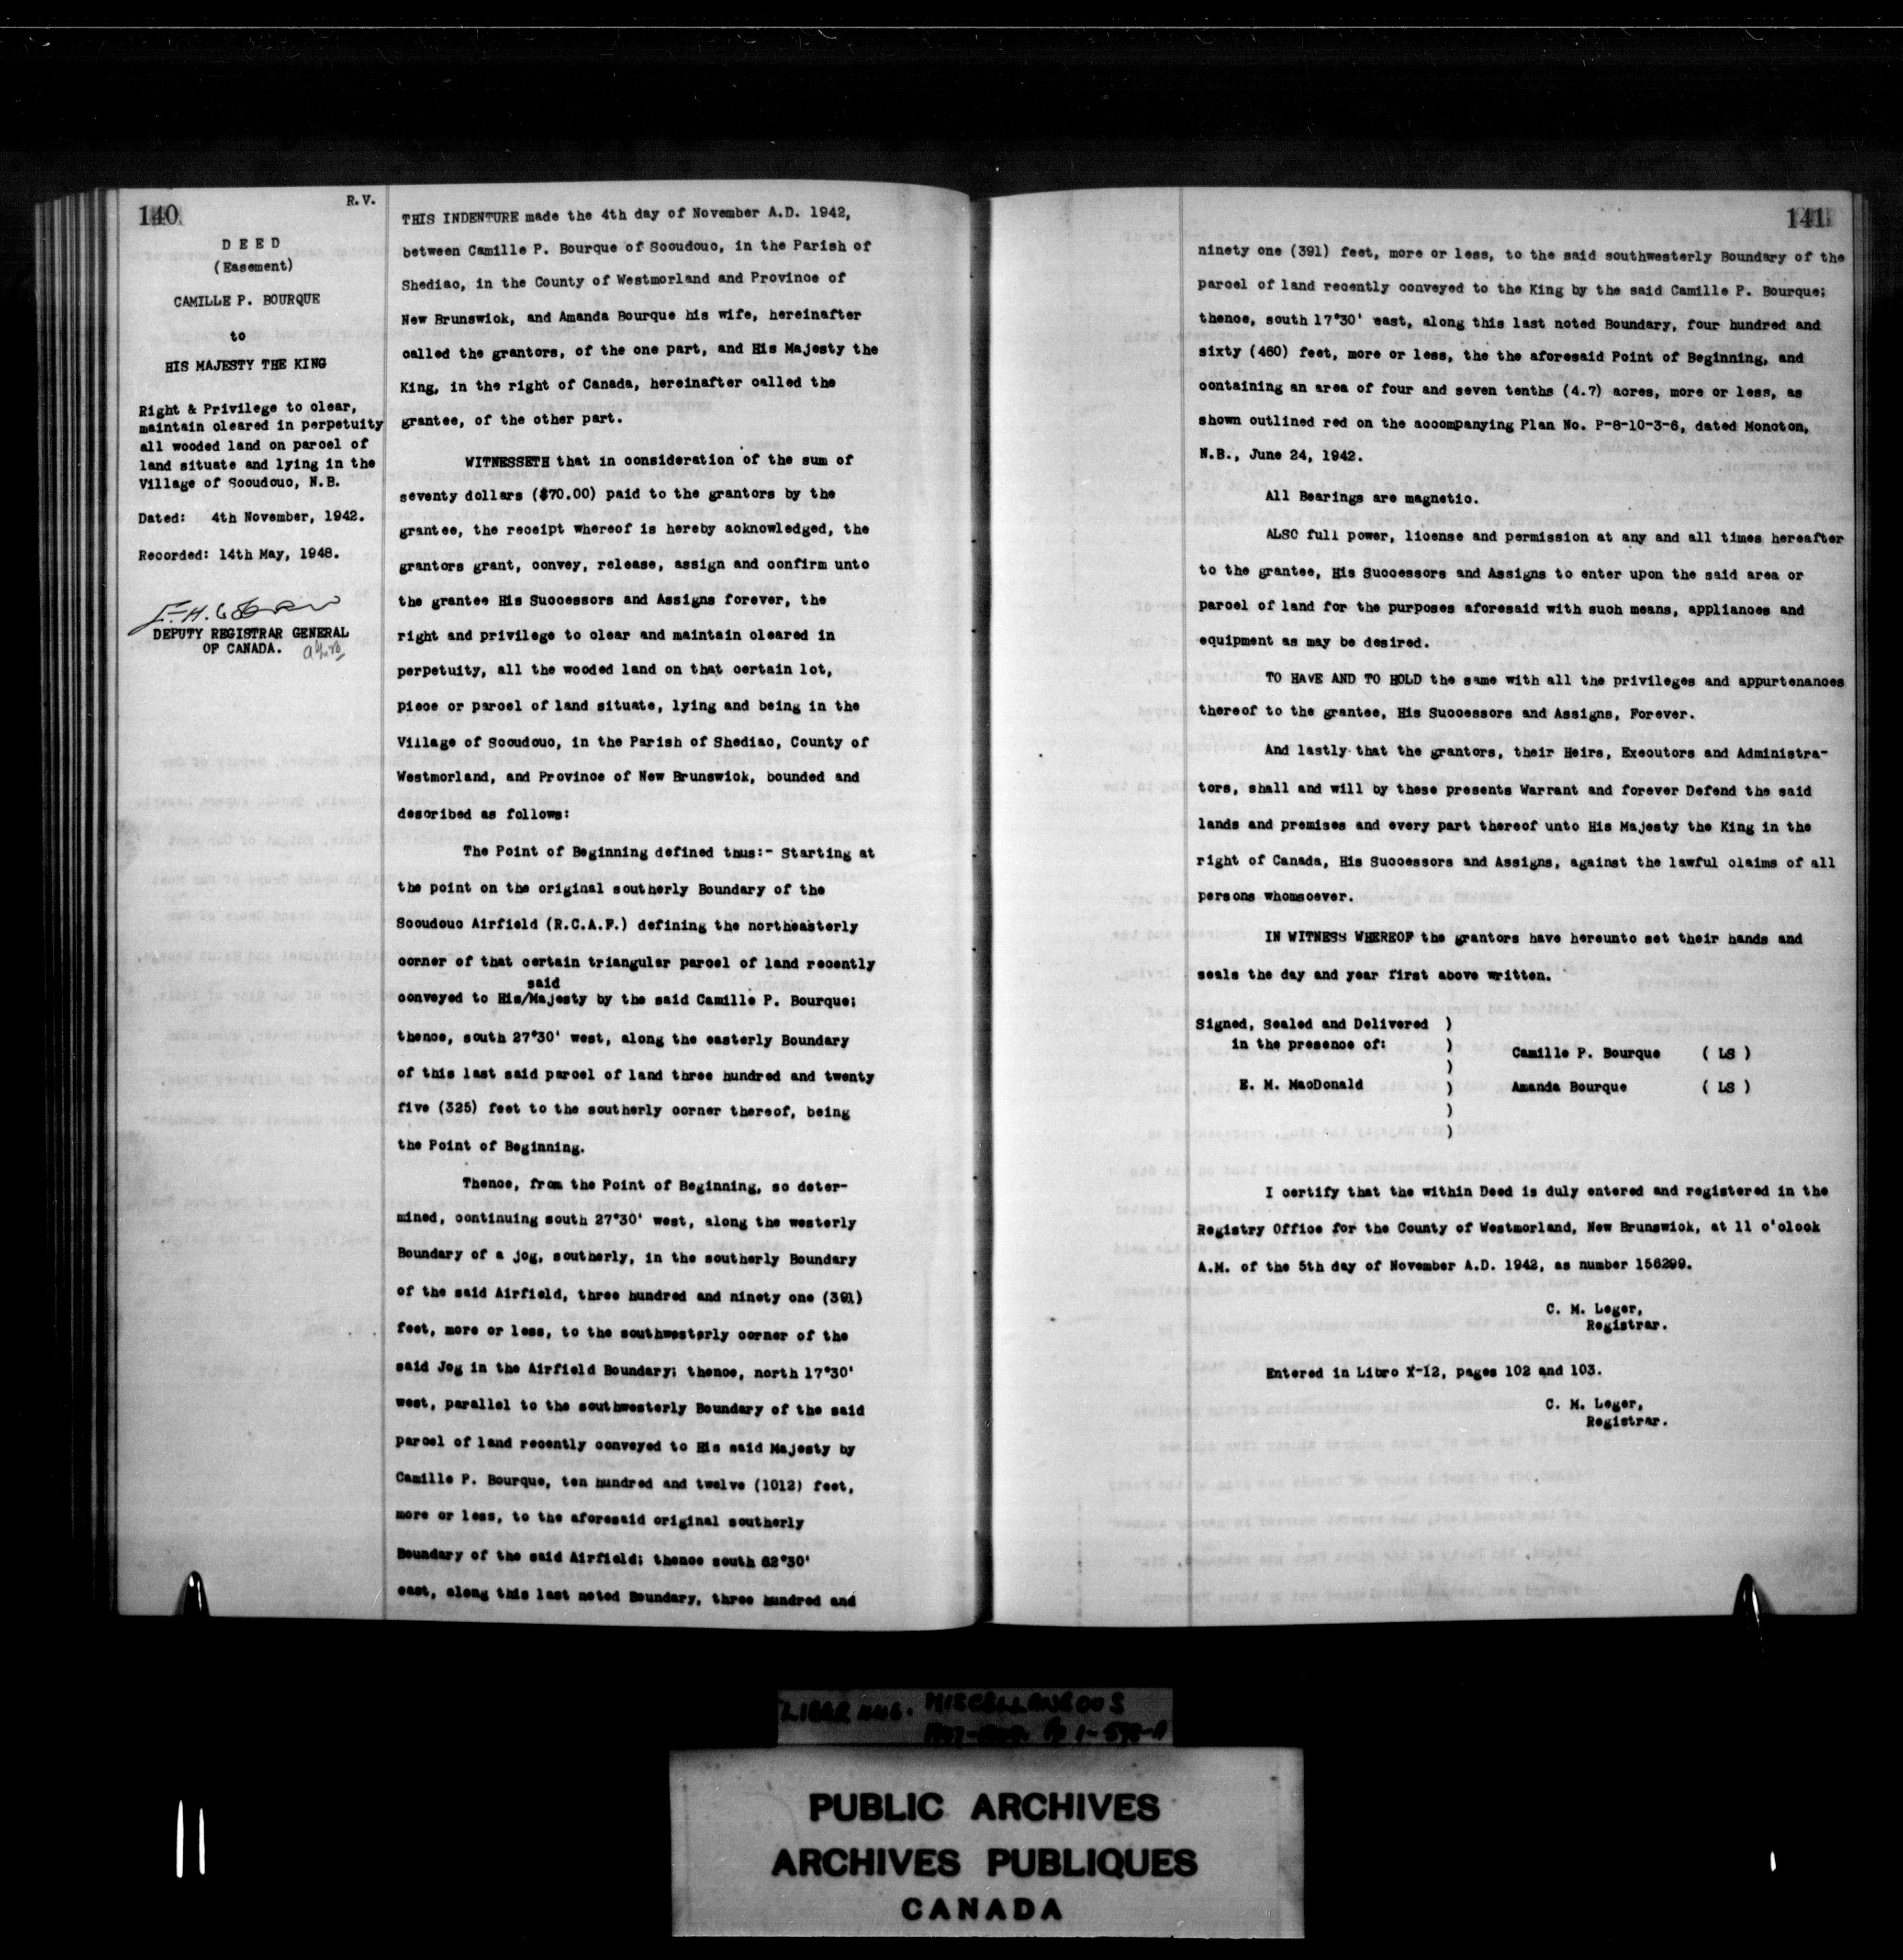 140
R.V.
D E E D
(Easement)
CAMILLE P. BOURQUE
to
HIS MAJESTY THE KING
Right & Privilege to clear,
maintain cleared in perpetuity
all wooded land on parcel of
land situate and lying in the
Village of Scoudouc, N.B.
Dated: 4th November, 1942.
Recorded: 14th May, 1948.
DEPUTY REGISTRAR GENERAL
OF CANADA.
THIS INDENTURE made the 4th day of November A.D. 1942,
between Camille P. Bourque of Scoudouc, in the Parish of
Shediac, in the County of Westmorland and Province of
New Brunswick, and Amanda Bourque his wife, hereinafter
called the grantors, of the one part, and His Majesty the
King, in the right of Canada, hereinafter called the
grantee, of the other part.
WITNESSETH that in consideration of the sum of
seventy dollars ($70.00) paid to the grantors by the
grantee, the receipt whereof is hereby acknowledged, the
grantors grant, convey, release, assign and confirm unto
the grantee His Successors and Assigns forever, the
right and privilege to clear and maintain cleared in
perpetuity, all the wooded land on that certain lot,
piece or parcel of land situate, lying and being in the
Village of Scoudouc, in the Parish of Shediac, County of
Westmorland, and Province of New Brunswick, bounded and
described as follows:
The Point of Beginning defined thus:- Starting at
the point on the original southerly Boundary of the
Scoudouc Airfield (R.C.A.F.) defining the northeasterly
corner of that certain triangular parcel of land recently
said
conveyed to His/Majesty by the said Camille P. Bourque;
thence, south 27°30' west, along the easterly Boundary
of this last said parcel of land three hundred and twenty
five (325) feet to the southerly corner thereof, being
the Point of Beginning.
Thence, from the Point of Beginning, so deter-
mined, continuing south 27°30' west, along the westerly
Boundary of a jog, southerly, in the southerly Boundary
of the said Airfield, three hundred and ninety one (391)
feet, more or less, to the southwesterly corner of the
said Jog in the Airfield Boundary; thence, north 17°30'
west, parallel to the southwesterly Boundary of the said
parcel of land recently conveyed to His said Majesty by
Camille P. Bourque, ten hundred and twelve (1012) feet,
more or less, to the aforesaid original southerly
Boundary of the said Airfield; thence south 62°30'
east, along this last noted Boundary, three hundred and
141
ninety one (391) feet, more or less, to the said southwesterly Boundary of the
parcel of land recently conveyed to the King by the said Camille P. Bourque;
thence, south 17°30' east, along this last noted Boundary, four hundred and
sixty (460) feet, more or less, the the aforesaid Point of Beginning, and
containing an area of four and seven tenths (4.7) acres, more or less, as
shown outlined red on the accompanying Plan No. P-8-10-3-6, dated Moncton,
N.B., June 24, 1942.
All Bearings are magnetic.
ALSO full power, license and permission at any and all times hereafter
to the grantee, His Successors and Assigns to enter upon the said area or
parcel of land for the purposes aforesaid with such means, appliances and
equipment as may be desired.
TO HAVE AND TO HOLD the same with all the privileges and appurtenances
thereof to the grantee, His Successors and Assigns, Forever.
And lastly that the grantors, their Heirs, Executors and Administra-
tors, shall and will by these presents Warrant and forever Defend the said
lands and premises and every part thereof unto His Majesty the King in the
right of Canada, His Successors and Assigns, against the lawful claims of all
persons whomsoever.
IN WITNESS WHEREOF the grantors have hereunto set their hands and
seals the day and year first above written.
Signed, Sealed and Delivered )
in the presence of: )
) Camille P. Bourque ( LS )
E. M. MacDonald ) Amanda Bourque ( LS )
)
)
I certify that the within Deed is duly entered and registered in the
Registry Office for the County of Westmorland, New Brunswick, at 11 o'clock
A.M. of the 5th day of November A.D. 1942, as number 156299.
C. M. Leger,
Registrar.
Entered in Libro X-12, pages 102 and 103.
C. M. Leger,
Registrar.
MISCELLANEOUS
PUBLIC ARCHIVES
ARCHIVES PUBLIQUES
CANADA